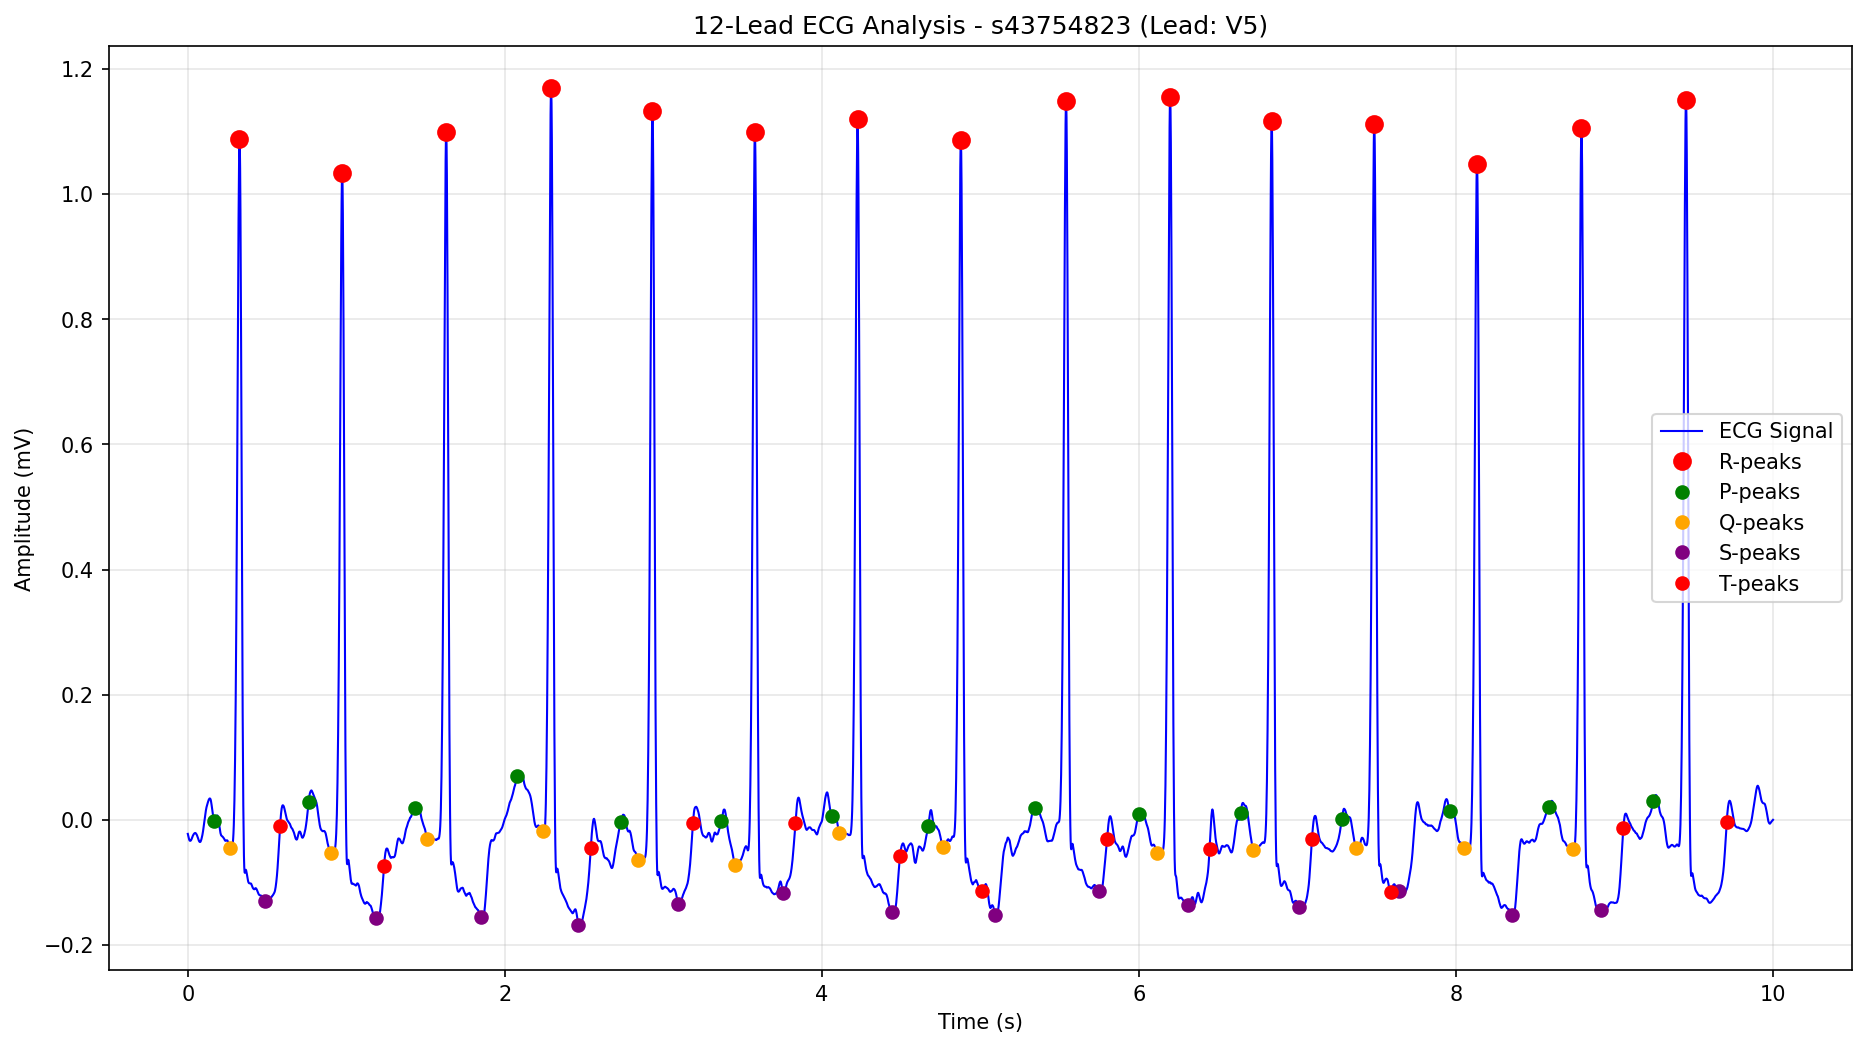 12-Lead ECG Analysis - s43754823 (Lead: V5)
Amplitude (mV)
1.2
1.0
0.8
0.6
0.4
0.2
0.0
−0.2
ECG Signal
R-peaks
P-peaks
Q-peaks
S-peaks
T-peaks
0 2 4 6 8 10
Time (s)